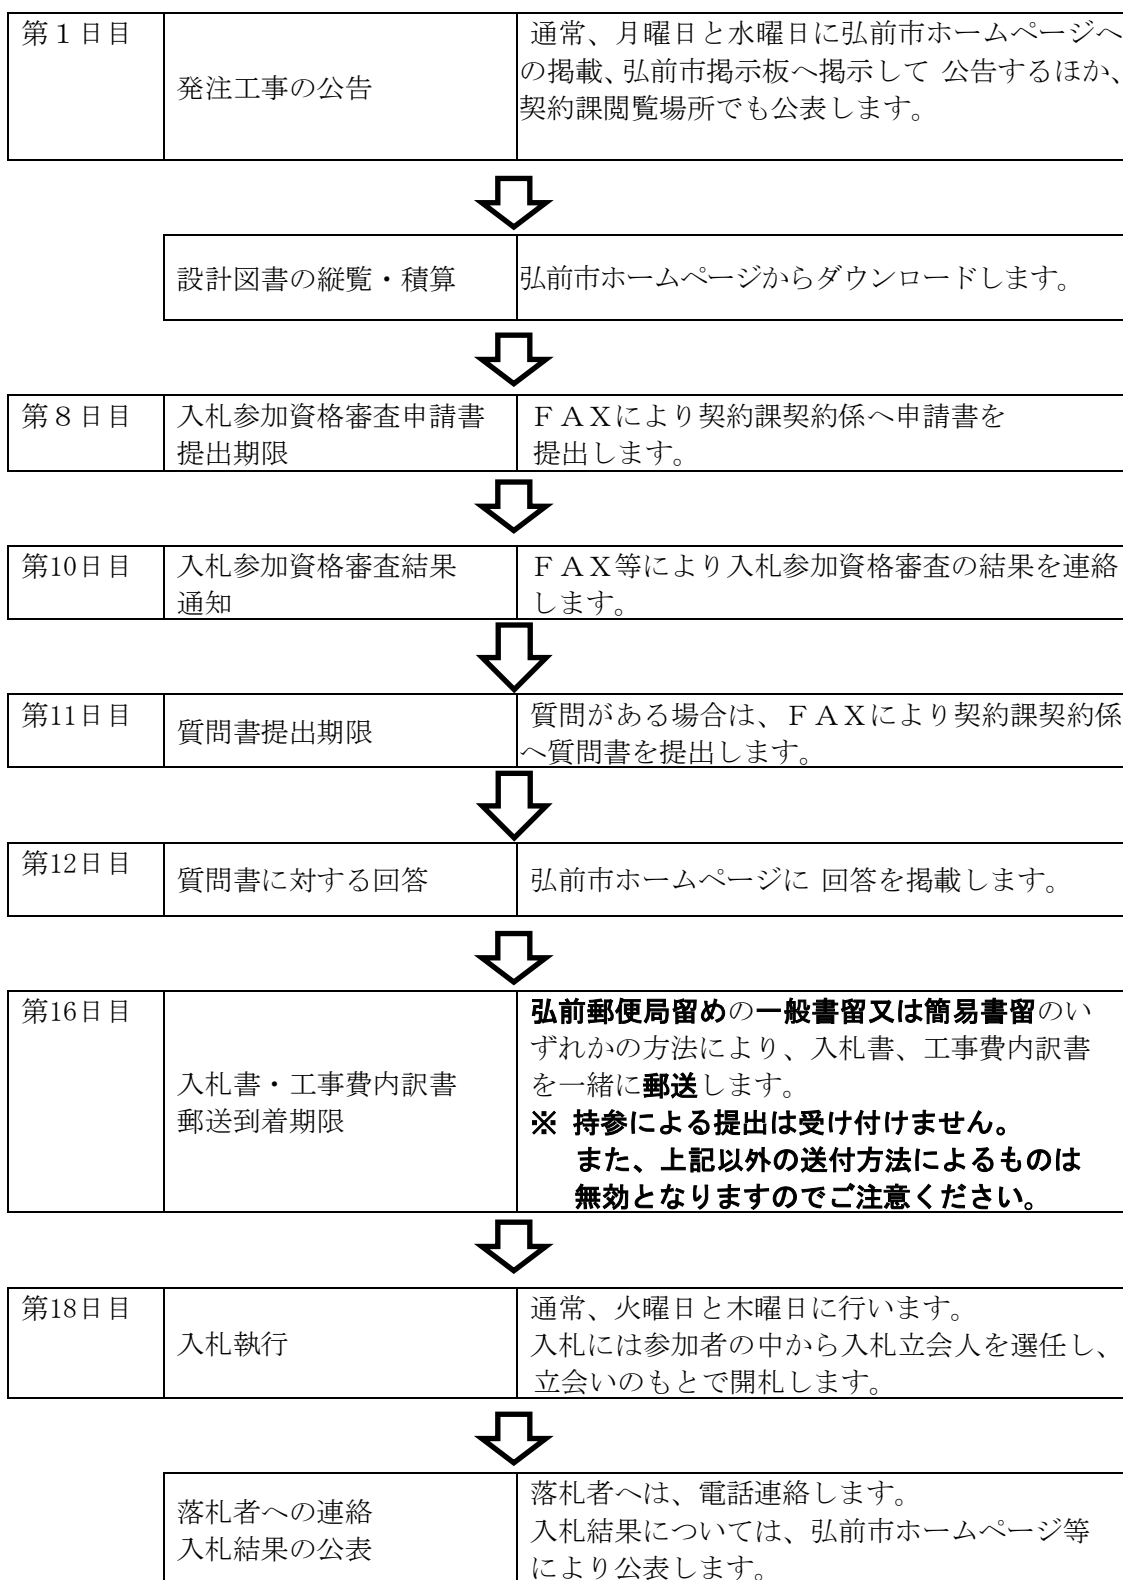 第１日目
発注工事の公告
通常、月曜日と水曜日に弘前市ホームページへ
の掲載、弘前市掲示板へ掲示して 公告するほか、
契約課閲覧場所でも公表します。
設計図書の縦覧・積算
弘前市ホームページからダウンロードします。
第８日目
入札参加資格審査申請書
提出期限
ＦＡＸにより契約課契約係へ申請書を
提出します。
第10日目
入札参加資格審査結果
通知
ＦＡＸ等により入札参加資格審査の結果を連絡
します。
第11日目
質問書提出期限
質問がある場合は、ＦＡＸにより契約課契約係
へ質問書を提出します。
第12日目
質問書に対する回答
弘前市ホームページに 回答を掲載します。
第16日目
入札書・工事費内訳書
郵送到着期限
弘前郵便局留めの一般書留又は簡易書留のい
ずれかの方法により、入札書、工事費内訳書
を一緒に郵送します。
※ 持参による提出は受け付けません。
また、上記以外の送付方法によるものは
無効となりますのでご注意ください。
第18日目
入札執行
通常、火曜日と木曜日に行います。
入札には参加者の中から入札立会人を選任し、
立会いのもとで開札します。
落札者への連絡
入札結果の公表
落札者へは、電話連絡します。
入札結果については、弘前市ホームページ等
により公表します。